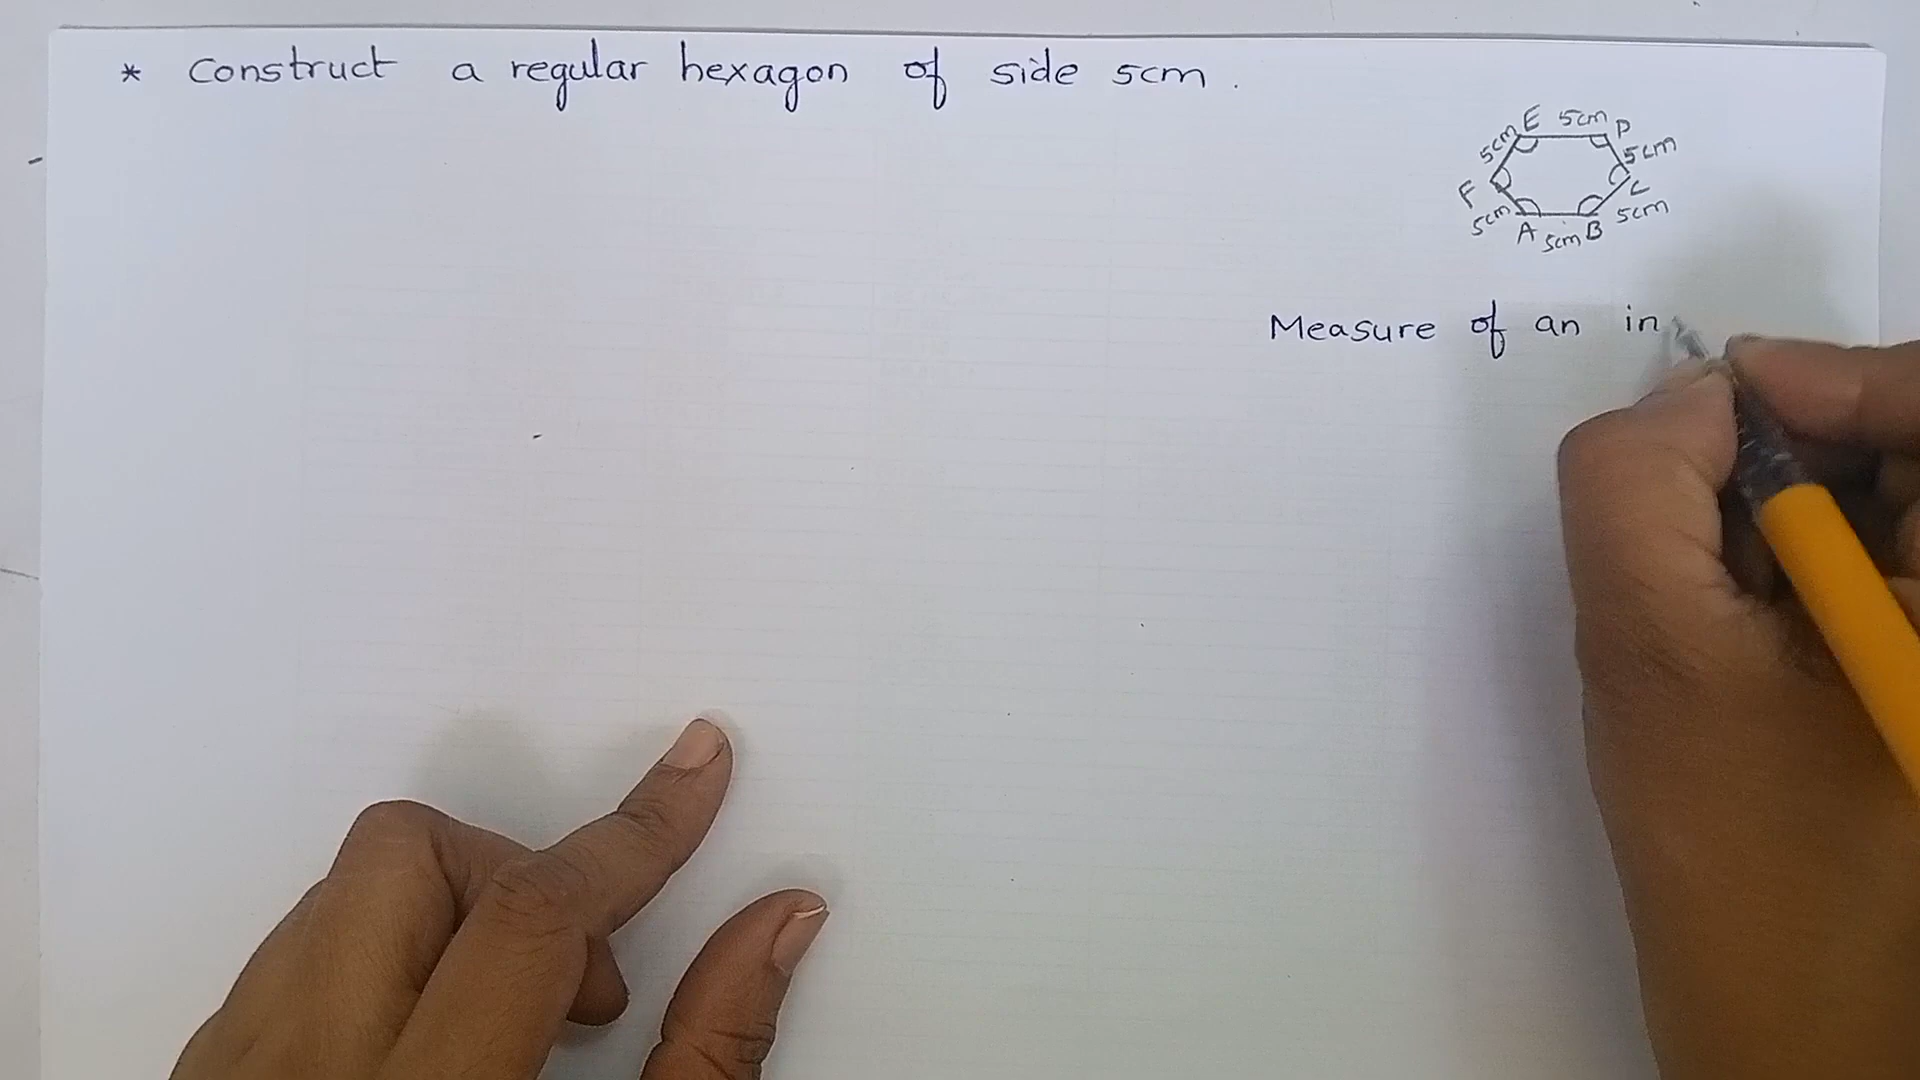 * Construct a regular hexagon of side 5cm .
E 5cm D
5cm 5cm
F C
5cm 5cm
A 5cm B
Measure of an in